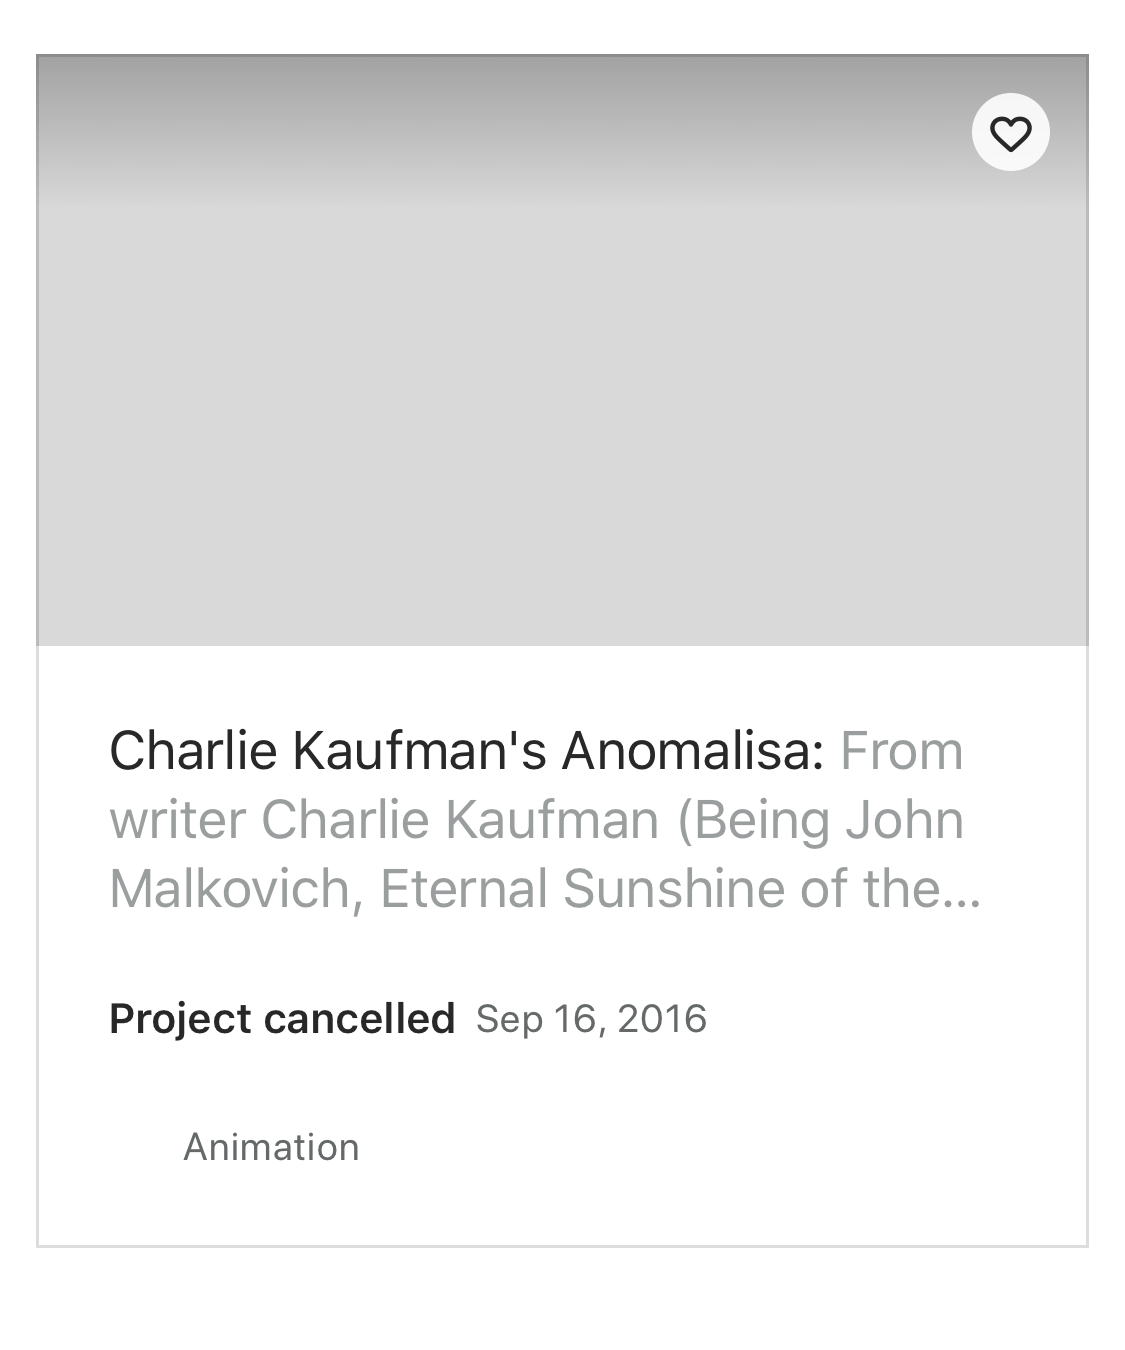 Charlie Kaufman's Anomalisa: From
writer Charlie Kaufman (Being John
Malkovich, Eternal Sunshine of the...
Project cancelled Sep 16, 2016
Animation